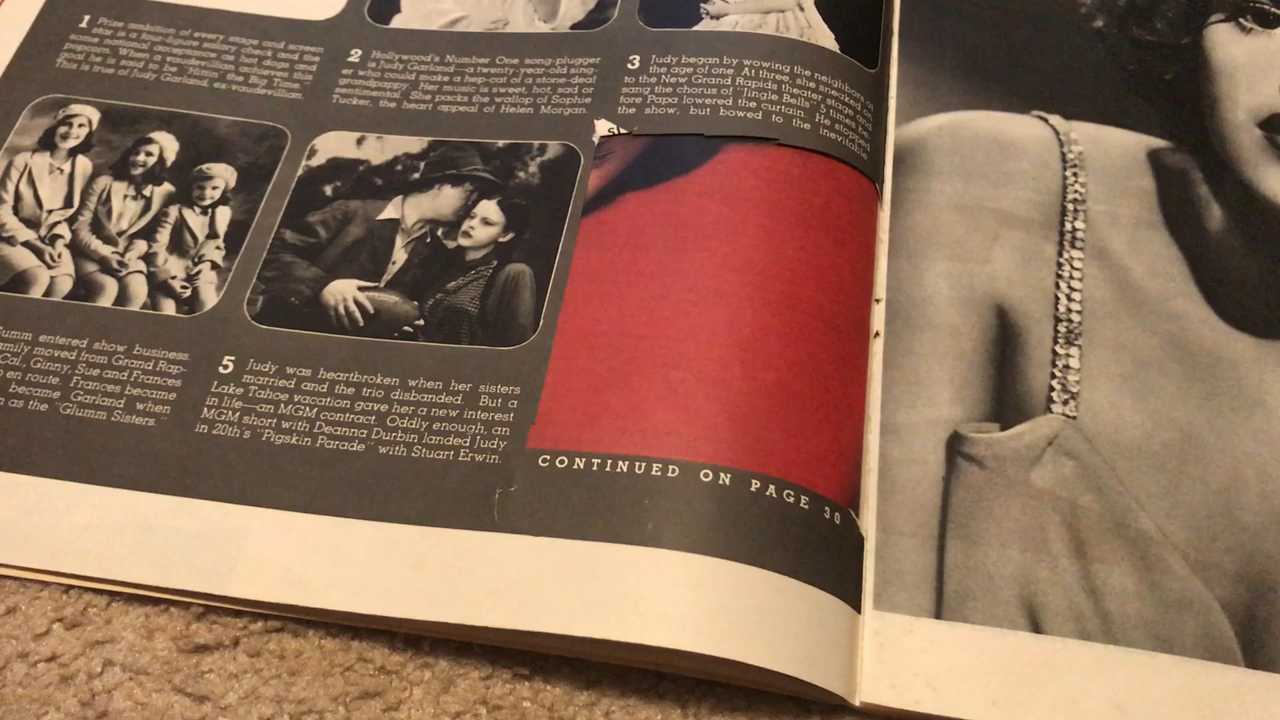 1 Prize ambition of every stage and screen
star is a four-figure salary check and the
same national acceptance as hot dogs and
popcorn. When a vaudevillian achieves this
goal he is said to be "Hittin' the Big Time."
This is true of Judy Garland, ex-vaudevillian.
2 Hollywood's Number One song-plugger
is Judy Garland—a twenty-year-old sing-
er who could make a hep-cat of a stone-deaf
grandpappy. Her music is sweet, hot, sad or
sentimental. She packs the wallop of Sophie
Tucker, the heart appeal of Helen Morgan.
3 Judy began by wowing the neighbors at
the age of one. At three, she sneaked on
to the New Grand Rapids theater stage and
sang the chorus of "Jingle Bells" 5 times be-
fore Papa lowered the curtain. He stopped
the show, but bowed to the inevitable.
umm entered show business.
mily moved from Grand Rap-
Cal., Ginny, Sue and Frances
en route. Frances became
became Garland when
as the "Glumm Sisters."
5 Judy was heartbroken when her sisters
married and the trio disbanded. But a
Lake Tahoe vacation gave her a new interest
in life—an MGM contract. Oddly enough, an
MGM short with Deanna Durbin landed Judy
in 20th's "Pigskin Parade" with Stuart Erwin.
CONTINUED ON PAGE 30